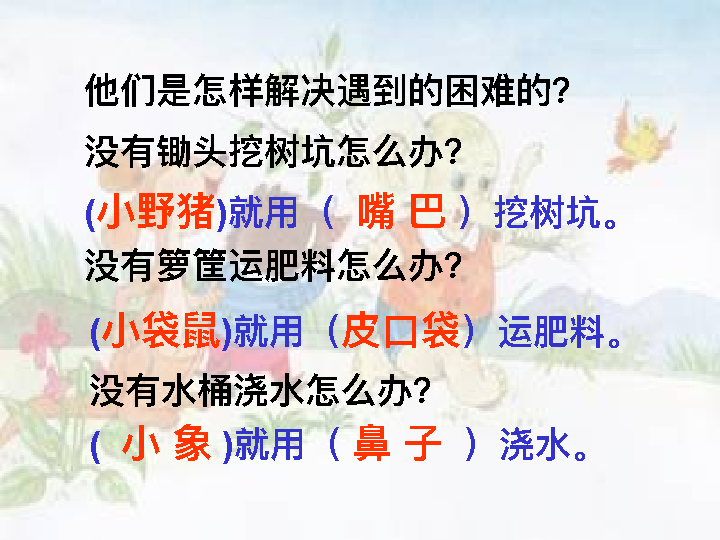 他们是怎样解决遇到的困难的?
没有锄头挖树坑怎么办?
(小野猪)就用（ 嘴 巴 ）挖树坑。
没有箩筐运肥料怎么办?
(小袋鼠)就用（皮口袋）运肥料。
没有水桶浇水怎么办?
( 小 象 )就用（ 鼻 子 ）浇水。